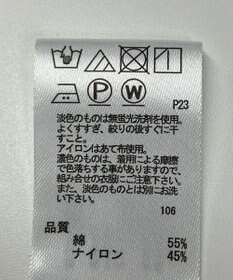 P23
淡色のものは無蛍光洗剤を使用。
よくすすぎ、絞りの後すぐに干
すこと。
アイロンはあて布使用。
濃色のものは、着用による摩擦
で色落ちする事がありますので、
組み合せの衣服にご注意下さい。
また、淡色のものとは別にお洗
い下さい。
106
品質
綿 55%
ナイロン 45%